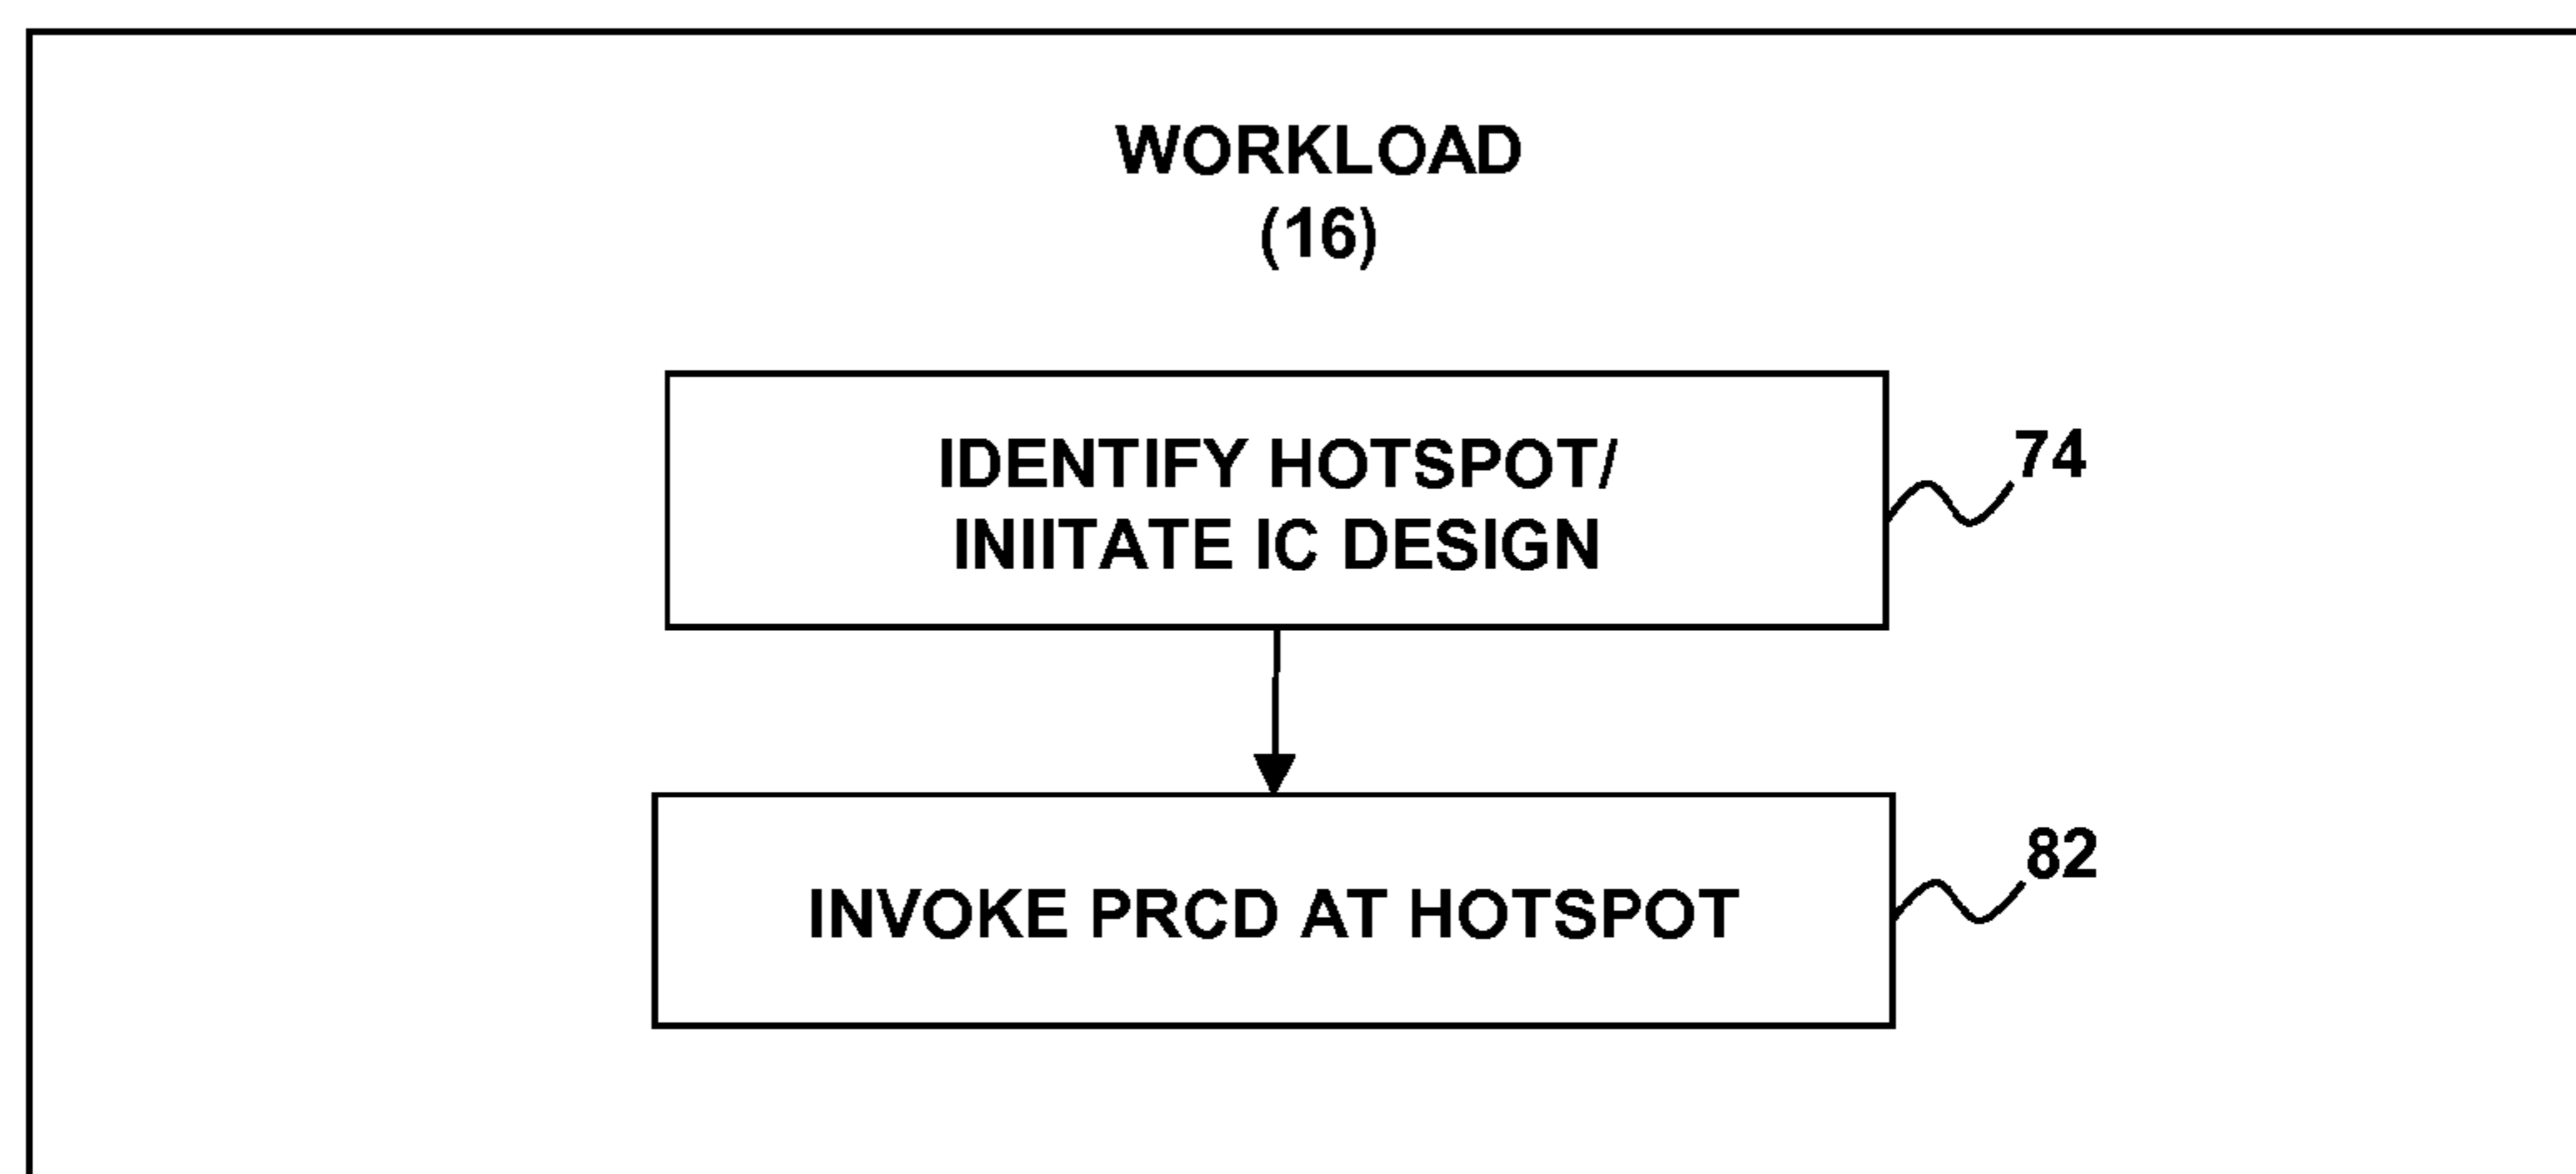 WORKLOAD
(16)
IDENTIFY HOTSPOT/
INIITATE IC DESIGN
74
INVOKE PRCD AT HOTSPOT
82